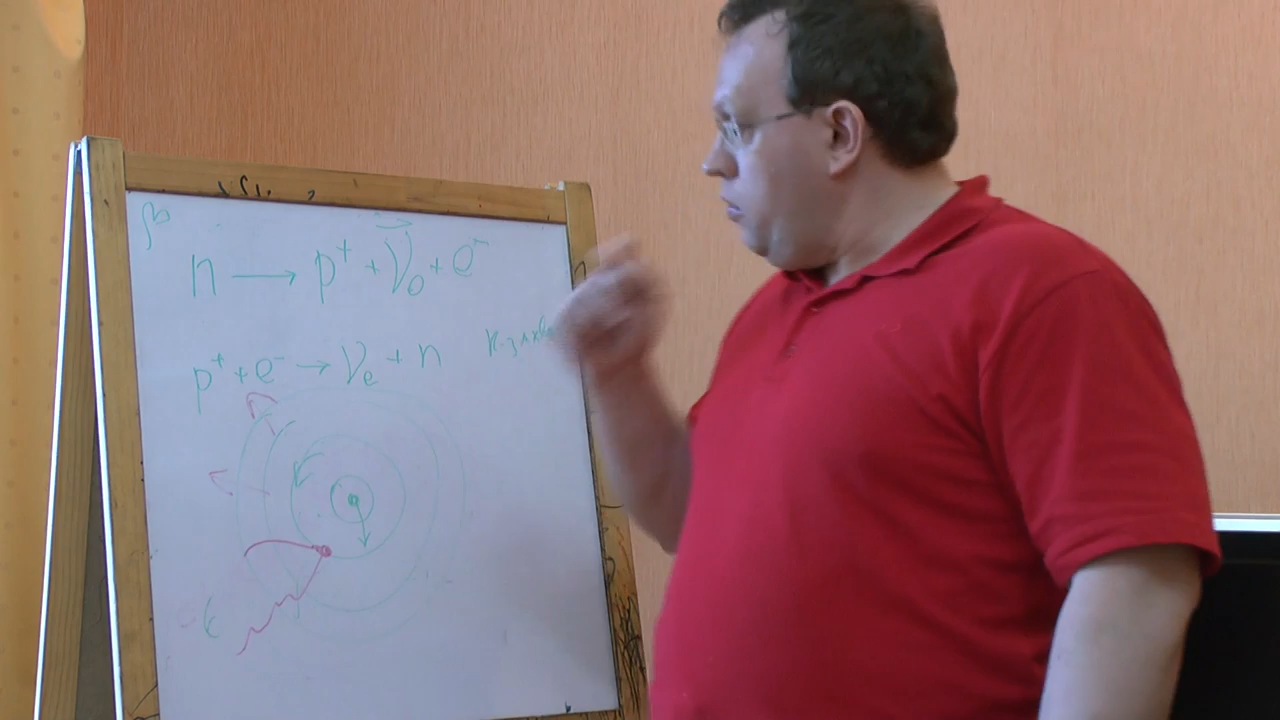 β
n → p⁺ + ν̃₀ + e⁻
p⁺ + e⁻ → νₑ + n